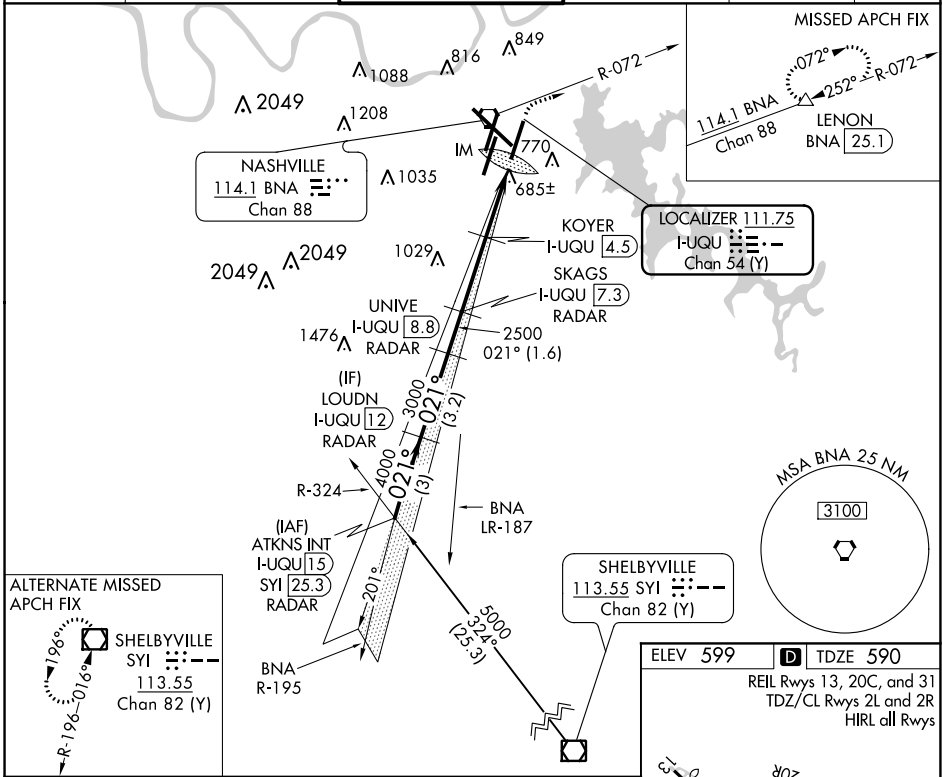 849
816
1088
2049
1208
R-072
IM
770
1035
685±
NASHVILLE
114.1 BNA
Chan 88
MISSED APCH FIX
072°
252°
R-072
114.1 BNA
Chan 88
LENON
BNA 25.1
LOCALIZER 111.75
I-UQU
Chan 54 (Y)
KOYER
I-UQU 4.5
2049
2049
1029
SKAGS
I-UQU 7.3
RADAR
UNIVE
I-UQU 8.8
RADAR
2500
021° (1.6)
1476
(IF)
LOUDN
I-UQU 12
RADAR
3000
021°
(3.2)
4000
021°
(3)
R-324
BNA
LR-187
(IAF)
ATKNS INT
I-UQU 15
SYI 25.3
RADAR
201°
BNA
R-195
5000
324°
(25.3)
SHELBYVILLE
113.55 SYI
Chan 82 (Y)
MSA BNA 25 NM
3100
ALTERNATE MISSED
APCH FIX
196°
R-196
016°
SHELBYVILLE
SYI
113.55
Chan 82 (Y)
ELEV 599 D TDZE 590
REIL Rwys 13, 20C, and 31
TDZ/CL Rwys 2L and 2R
HIRL all Rwys
13
20R